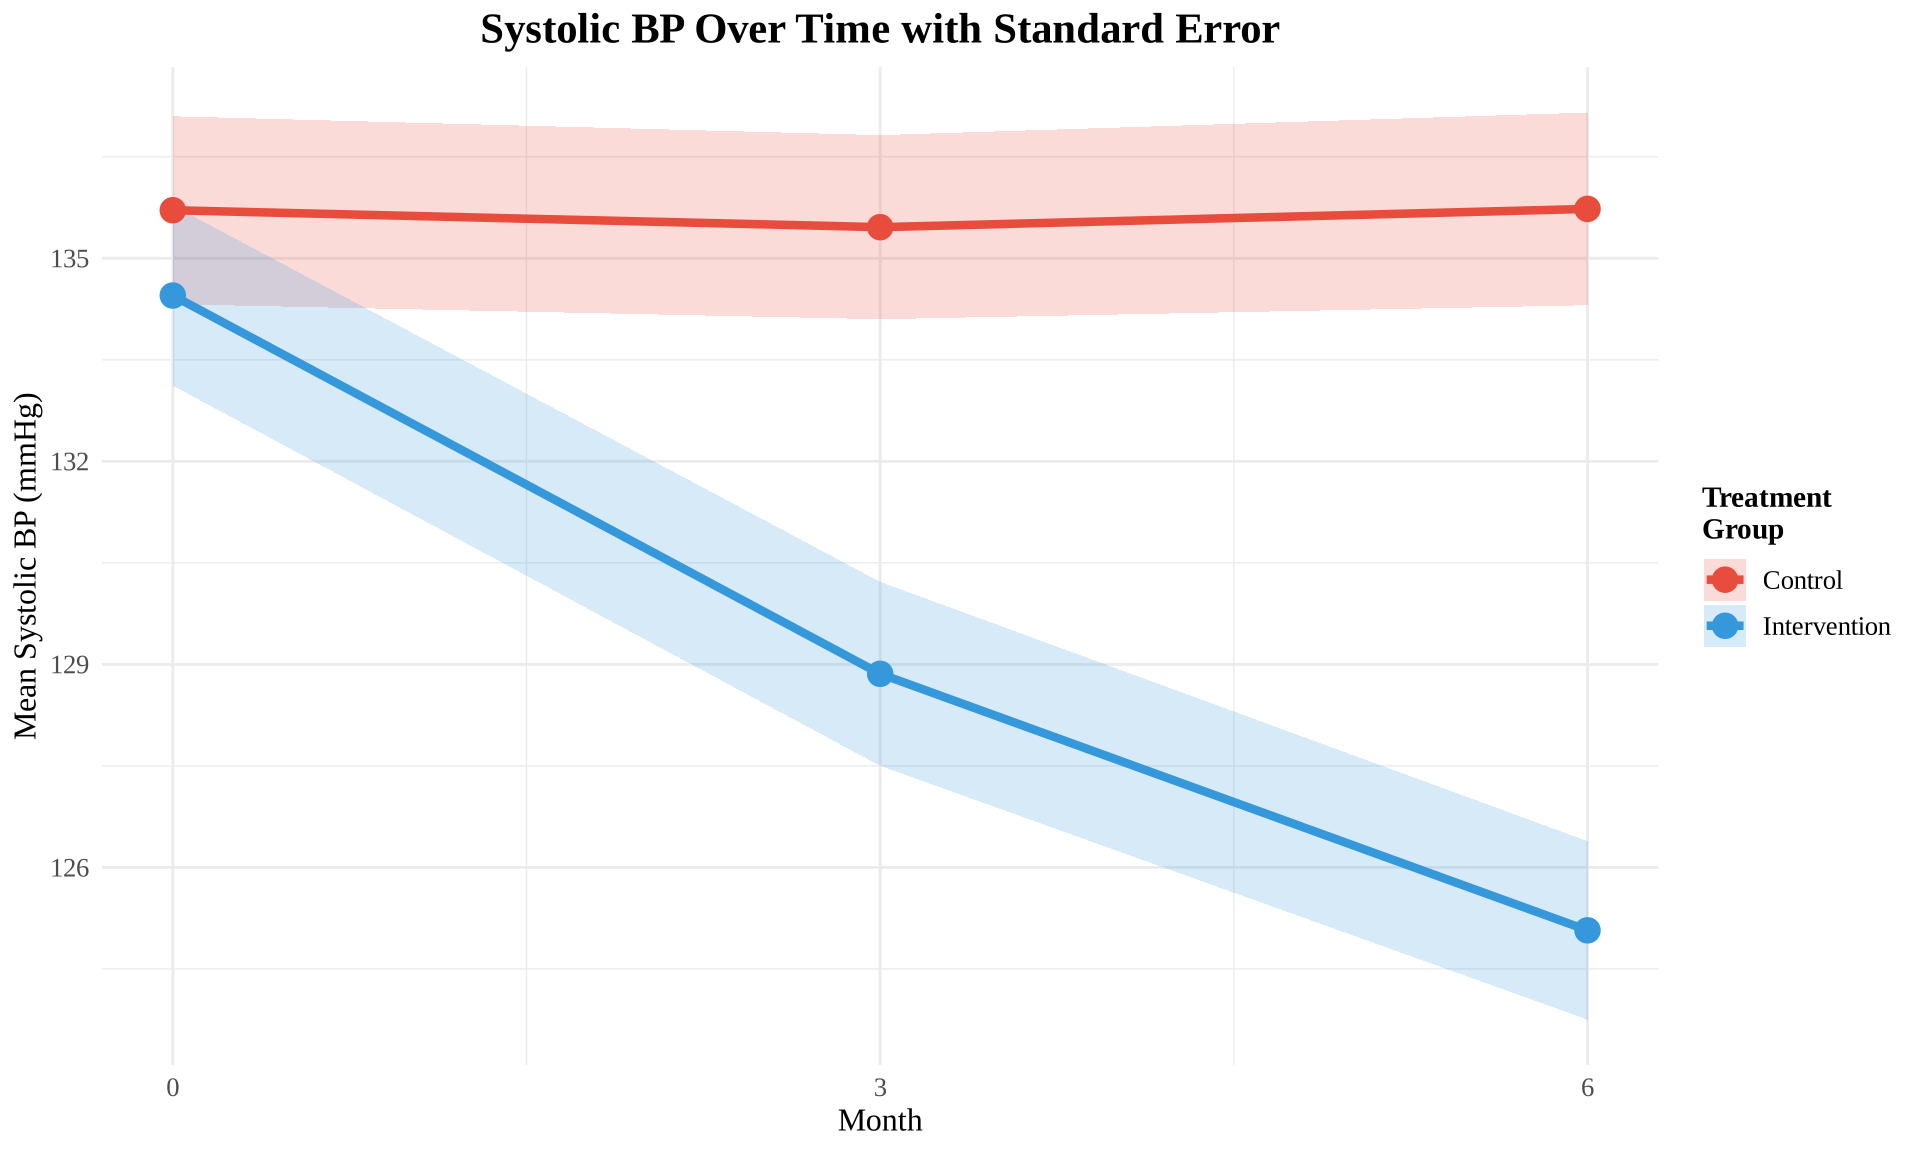 Systolic BP Over Time with Standard Error
Mean Systolic BP (mmHg)
135
132
129
126
0
3
6
Month
Treatment
Group
Control
Intervention